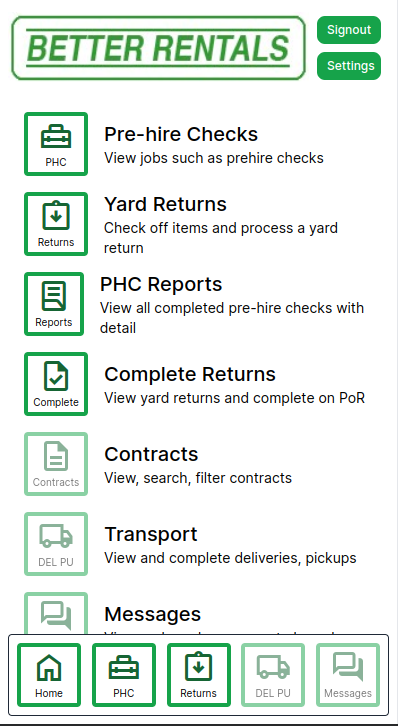 BETTER RENTALS
Signout
Settings
PHC
Pre-hire Checks
View jobs such as prehire checks
Returns
Yard Returns
Check off items and process a yard
return
Reports
PHC Reports
View all completed pre-hire checks with
detail
Complete
Complete Returns
View yard returns and complete on PoR
Contracts
Contracts
View, search, filter contracts
DEL PU
Transport
View and complete deliveries, pickups
Messages
Home
PHC
Returns
DEL PU
Messages